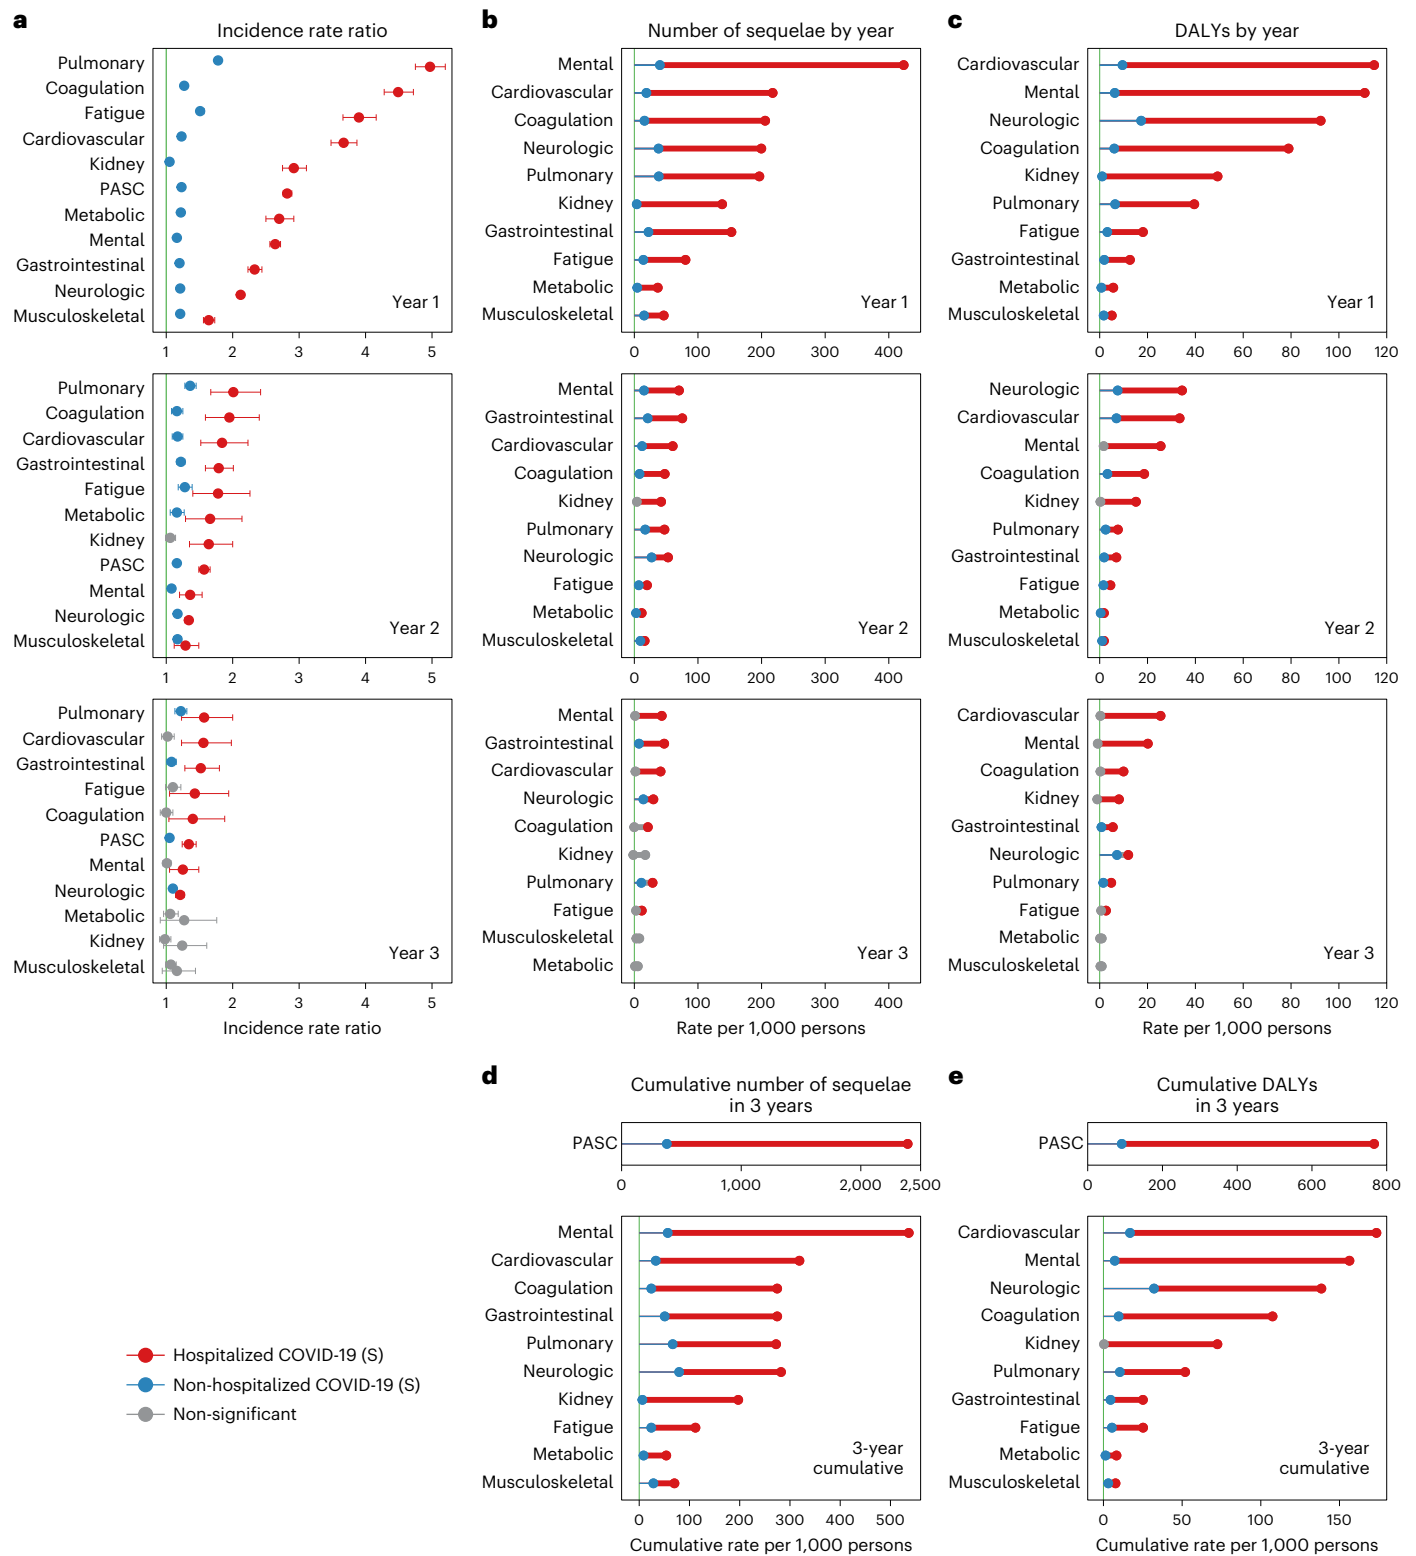 a
Incidence rate ratio
Pulmonary
Coagulation
Fatigue
Cardiovascular
Kidney
PASC
Metabolic
Mental
Gastrointestinal
Neurologic
Musculoskeletal
Year 1
1 2 3 4 5
Pulmonary
Coagulation
Cardiovascular
Gastrointestinal
Fatigue
Metabolic
Kidney
PASC
Mental
Neurologic
Musculoskeletal
Year 2
1 2 3 4 5
Pulmonary
Cardiovascular
Gastrointestinal
Fatigue
Coagulation
PASC
Mental
Neurologic
Metabolic
Kidney
Musculoskeletal
Year 3
1 2 3 4 5
Incidence rate ratio
b
Number of sequelae by year
Mental
Cardiovascular
Coagulation
Neurologic
Pulmonary
Kidney
Gastrointestinal
Fatigue
Metabolic
Musculoskeletal
Year 1
0 100 200 300 400
Mental
Gastrointestinal
Cardiovascular
Coagulation
Kidney
Pulmonary
Neurologic
Fatigue
Metabolic
Musculoskeletal
Year 2
0 100 200 300 400
Mental
Gastrointestinal
Cardiovascular
Neurologic
Coagulation
Kidney
Pulmonary
Fatigue
Musculoskeletal
Metabolic
Year 3
0 100 200 300 400
Rate per 1,000 persons
c
DALYs by year
Cardiovascular
Mental
Neurologic
Coagulation
Kidney
Pulmonary
Fatigue
Gastrointestinal
Metabolic
Musculoskeletal
Year 1
0 20 40 60 80 100 120
Neurologic
Cardiovascular
Mental
Coagulation
Kidney
Pulmonary
Gastrointestinal
Fatigue
Metabolic
Musculoskeletal
Year 2
0 20 40 60 80 100 120
Cardiovascular
Mental
Coagulation
Kidney
Gastrointestinal
Neurologic
Pulmonary
Fatigue
Metabolic
Musculoskeletal
Year 3
0 20 40 60 80 100 120
Rate per 1,000 persons
d
Cumulative number of sequelae
in 3 years
PASC
0 1,000 2,000 2,500
Mental
Cardiovascular
Coagulation
Gastrointestinal
Pulmonary
Neurologic
Kidney
Fatigue
Metabolic
Musculoskeletal
3-year
cumulative
0 100 200 300 400 500
Cumulative rate per 1,000 persons
e
Cumulative DALYs
in 3 years
PASC
0 200 400 600 800
Cardiovascular
Mental
Neurologic
Coagulation
Kidney
Pulmonary
Gastrointestinal
Fatigue
Metabolic
Musculoskeletal
3-year
cumulative
0 50 100 150
Cumulative rate per 1,000 persons
Hospitalized COVID-19 (S)
Non-hospitalized COVID-19 (S)
Non-significant